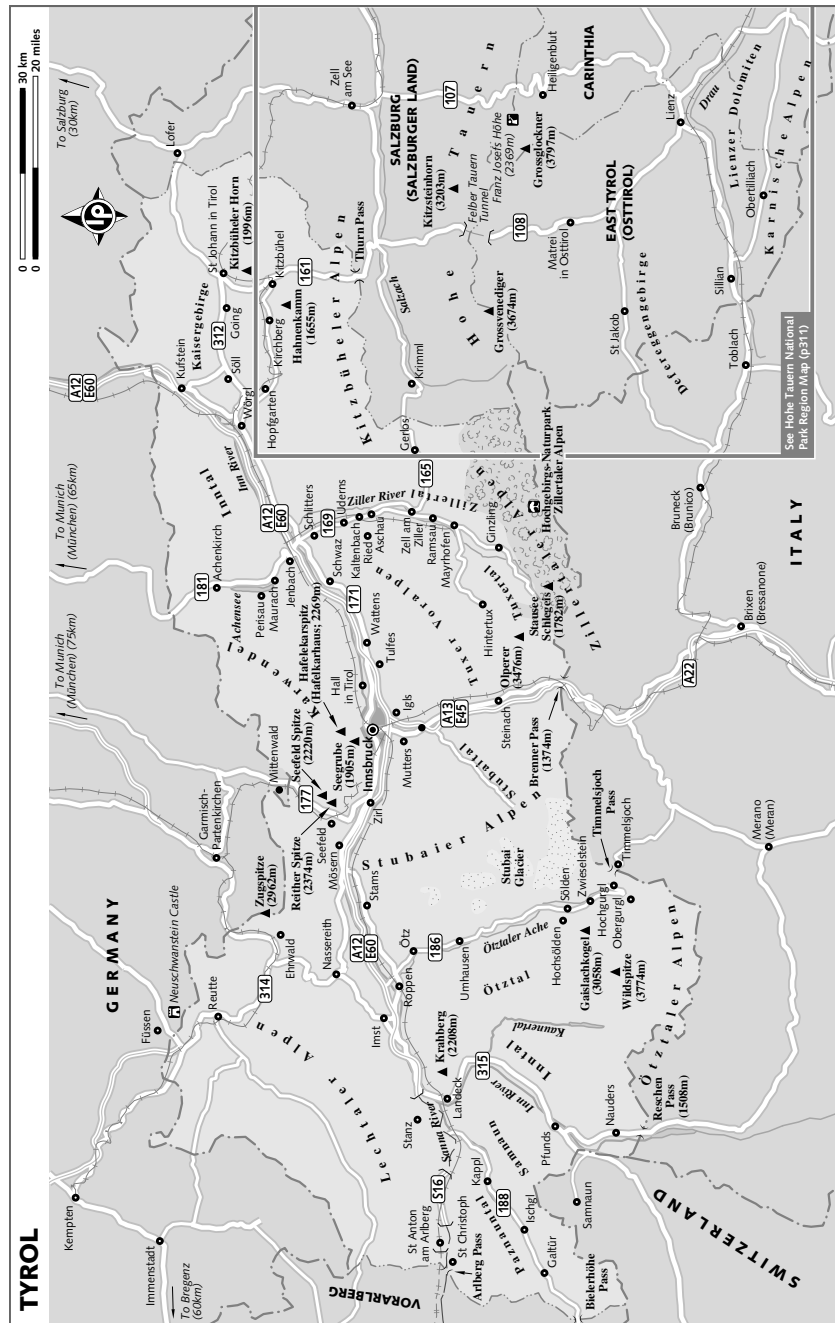 TYROL
0 30 km
0 20 miles
To Salzburg
(30km)
To Munich
(München) (65km)
To Munich
(München) (75km)
To Bregenz
(60km)
GERMANY
SWITZERLAND
ITALY
VORARLBERG
SALZBURG
(SALZBURGER LAND)
CARINTHIA
EAST TYROL
(OSTTIROL)
Kempten
Immenstadt
Füssen
Neuschwanstein Castle
Reutte
Garmisch-
Partenkirchen
Mittenwald
Zugspitze
(2962m)
Ehrwald
314
Nassereith
Lechtaler Alpen
Imst
Roppen
Ötz
Stams
A12
E60
Mösern
Seefeld
Reither Spitze
(2374m)
Seefeld Spitze
(2220m)
177
Zirl
Seegrube
(1905m)
Hafelekarspitz
(Hafelkarhaus; 2269m)
Karwendel
Innsbruck
Hall
in Tirol
Igls
Mutters
Tulfes
Wattens
171
Schwaz
Jenbach
Maurach
Perisau
Achensee
Achenkirch
181
A12
E60
Inntal
Inn River
Schlitters
169
Uderns
Kaltenbach
Ried
Aschau
Ziller River
Zillertal
Zell am
Ziller
Ramsau
Mayrhofen
Ginzling
Hintertux
Tuxertal
Tuxer Voralpen
Olperer
(3476m)
Stausee
Schlegeis
(1782m)
Zillertaler Alpen
Hochgebirgs-Naturpark
Zillertaler Alpen
165
Gerlos
Krimml
Salzach
A12
E60
Kufstein
Kaisergebirge
Wörgl
Söll
312
Going
St Johann in Tirol
Kitzbüheler Horn
(1996m)
Lofer
Hopfgarten
Kirchberg
Kitzbühel
161
Hahnenkamm
(1655m)
Kitzbüheler Alpen
Thurn Pass
Zell
am See
107
Kitzsteinhorn
(3203m)
Hohe Tauern
Felber Tauern
Tunnel
Franz Josefs Höhe
(2369m)
Grossglockner
(3797m)
Heiligenblut
Grossvenediger
(3674m)
108
Matrei
in Osttirol
St Jakob
Defereggengebirge
Lienz
Drau
Lienzer Dolomiten
Obertilliach
Karnische Alpen
Sillian
Toblach
See Hohe Tauern National
Park Region Map (p311)
Bruneck
(Brunico)
Brixen
(Bressanone)
A22
Brenner Pass
(1374m)
Steinach
A13
E45
Stubaital
Stubaier Alpen
Stubai
Glacier
Timmelsjoch
Pass
Timmelsjoch
Merano
(Meran)
Zwieselstein
Sölden
Hochsölden
Hochgurgl
Obergurgl
Gaislachkogel
(3058m)
Wildspitze
(3774m)
Ötztaler Ache
Ötztal
186
Umhausen
Ötztaler Alpen
Kaunertal
Krahberg
(2208m)
315
Inntal
Inn River
Landeck
Stanz
Sanna River
S16
St Anton
am Arlberg
St Christoph
Arlberg Pass
Kappl
188
Paznauntal
Ischgl
Galtür
Samnaun
Samnaun
Bielerhöhe
Pass
Pfunds
Nauders
Reschen
Pass
(1508m)
lp